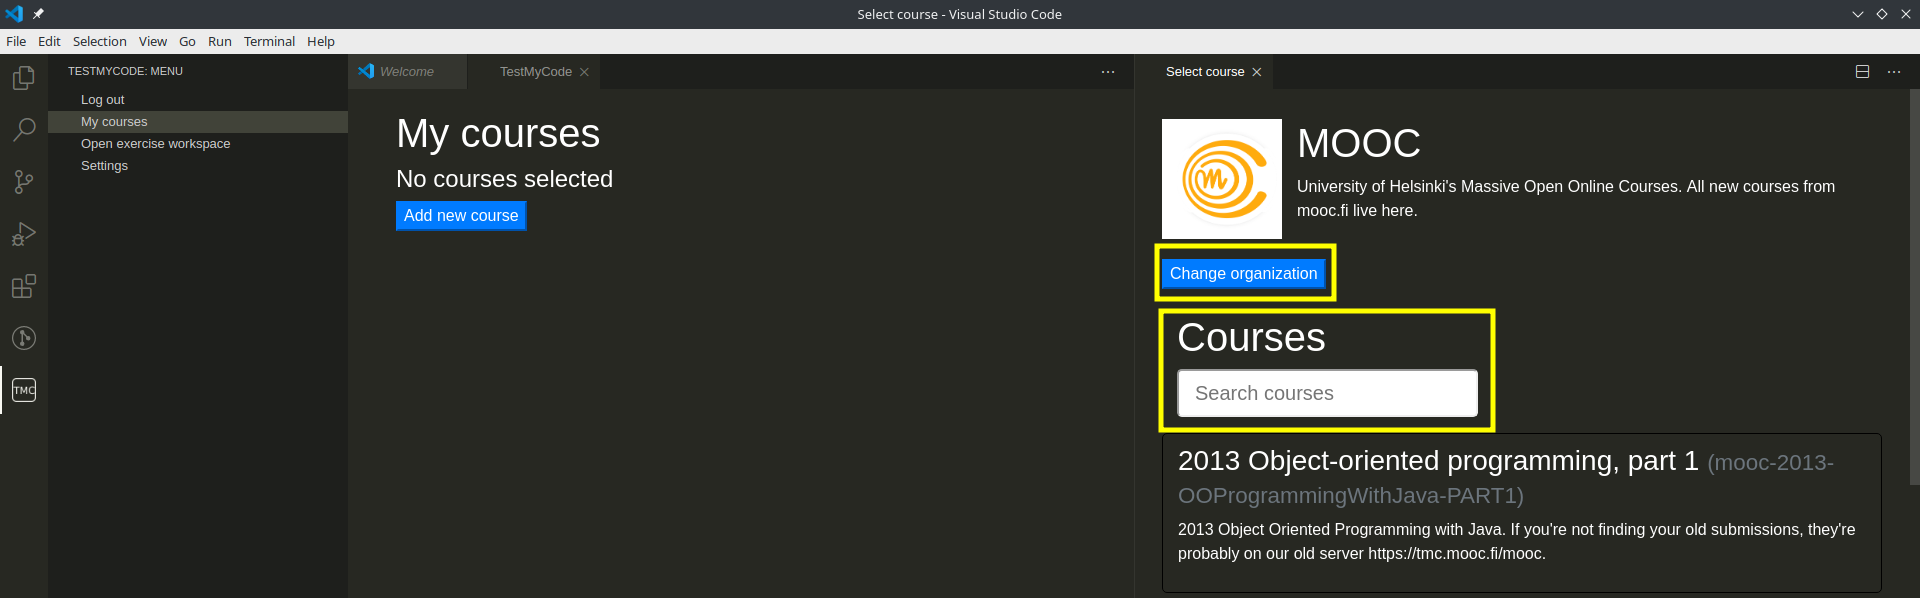 Select course - Visual Studio Code
File Edit Selection View Go Run Terminal Help
TESTMYCODE: MENU
Log out
My courses
Open exercise workspace
Settings
TMC
Welcome
TestMyCode
My courses
No courses selected
Add new course
Select course
m
MOOC
University of Helsinki's Massive Open Online Courses. All new courses from
mooc.fi live here.
Change organization
Courses
Search courses
2013 Object-oriented programming, part 1 (mooc-2013-
OOProgrammingWithJava-PART1)
2013 Object Oriented Programming with Java. If you're not finding your old submissions, they're
probably on our old server https://tmc.mooc.fi/mooc.